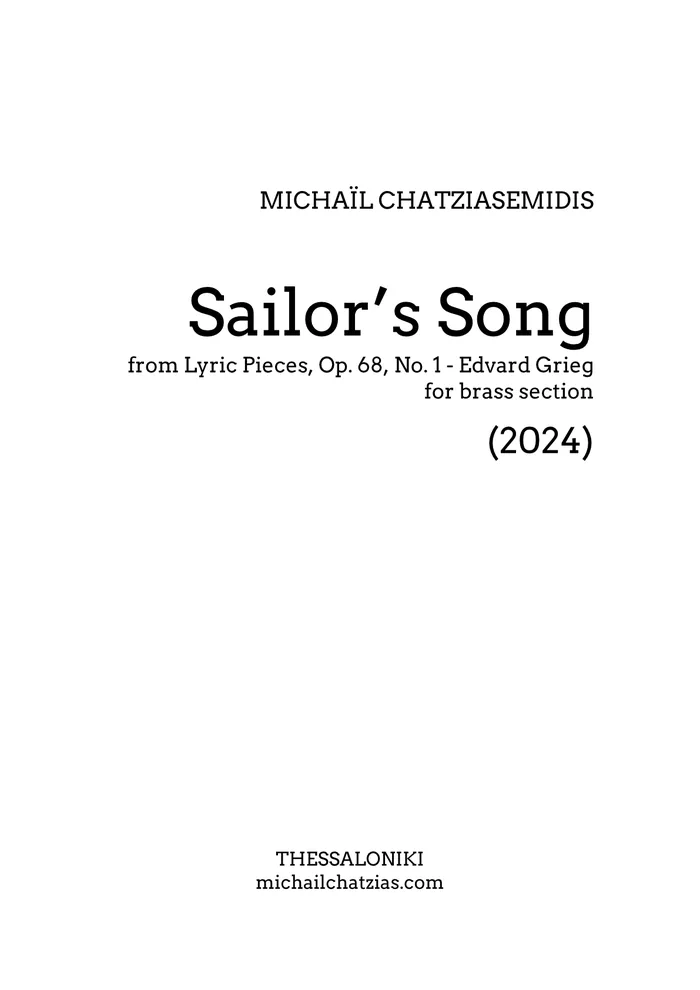 MICHAÏL CHATZIASEMIDIS
Sailor’s Song
from Lyric Pieces, Op. 68, No. 1 - Edvard Grieg
for brass section
(2024)
THESSALONIKI
michailchatzias.com